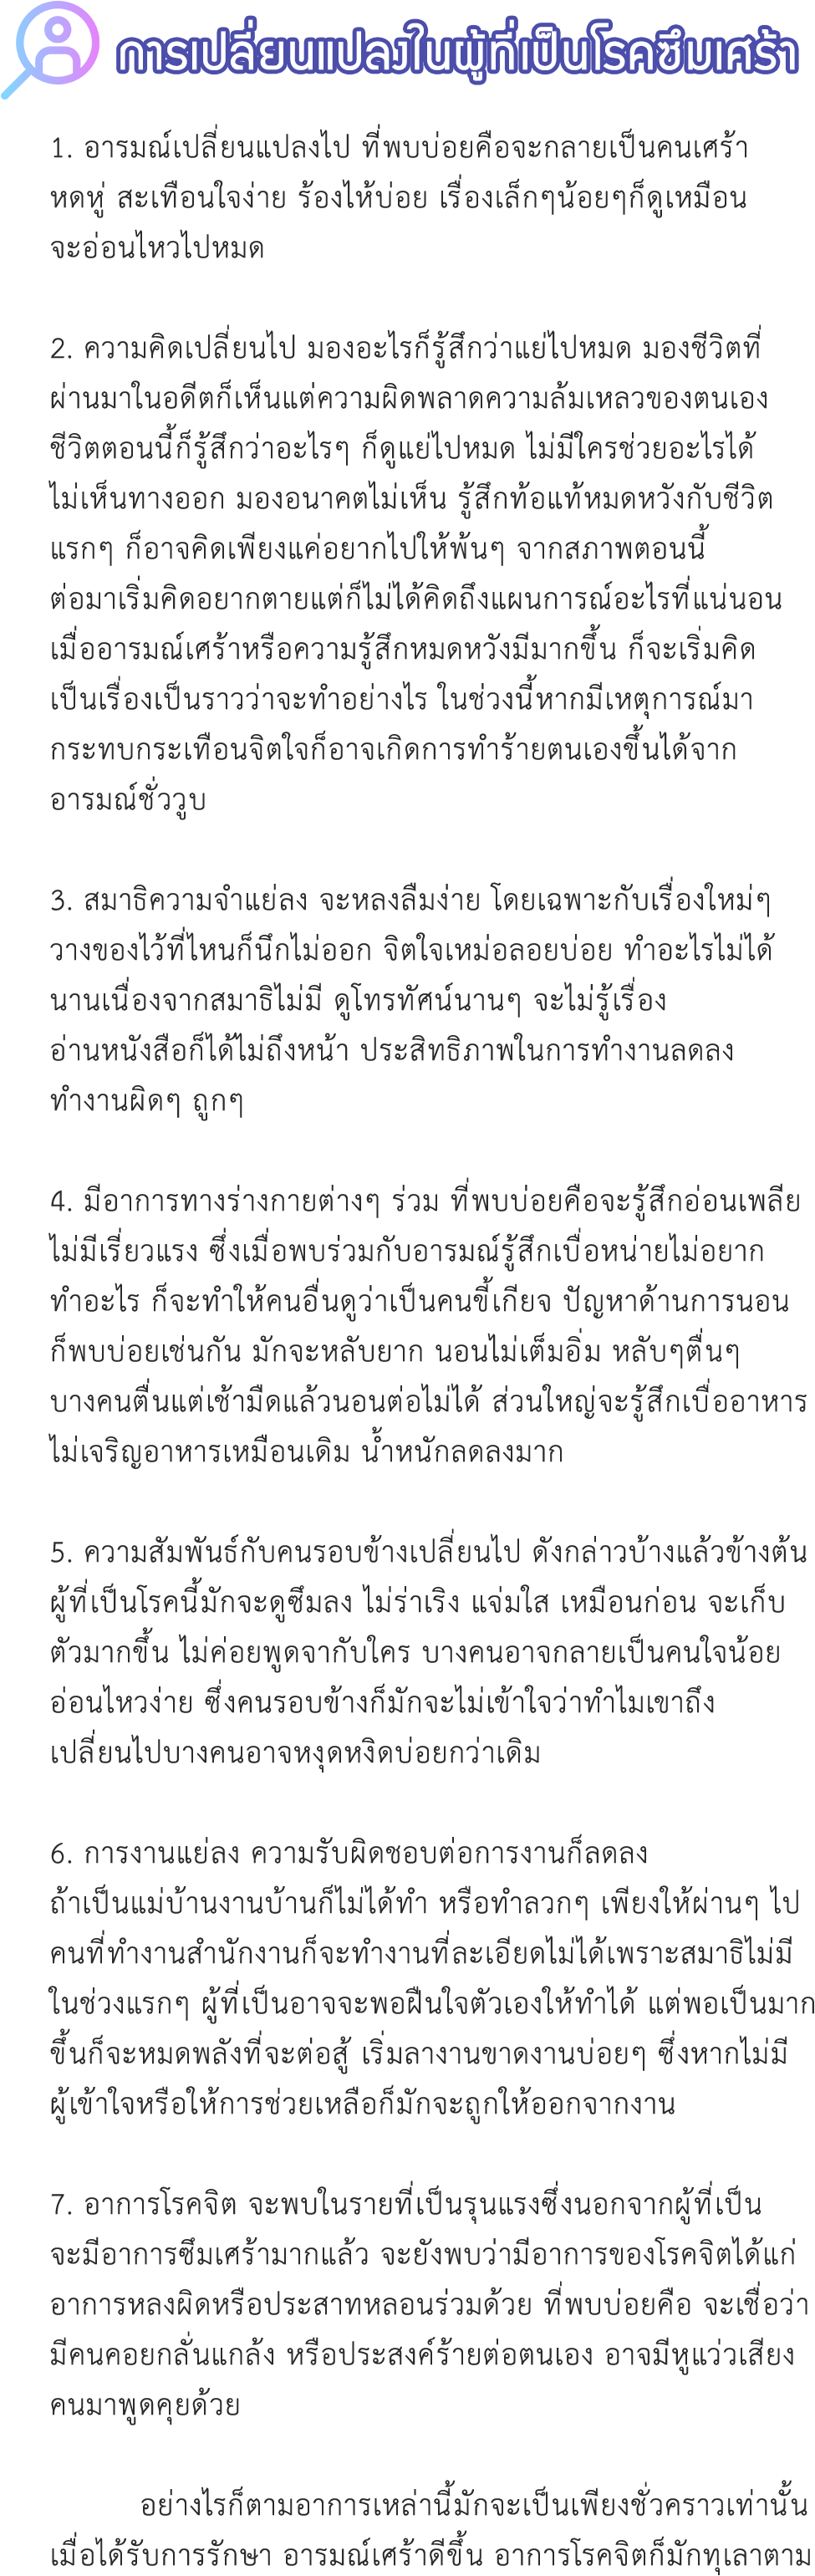 การเปลี่ยนแปลงในผู้ที่เป็นโรคซึมเศร้า
1. อารมณ์เปลี่ยนแปลงไป ที่พบบ่อยคือจะกลายเป็นคนเศร้า
หดหู่ สะเทือนใจง่าย ร้องไห้บ่อย เรื่องเล็กๆน้อยๆก็ดูเหมือน
จะอ่อนไหวไปหมด
2. ความคิดเปลี่ยนไป มองอะไรก็รู้สึกว่าแย่ไปหมด มองชีวิตที่
ผ่านมาในอดีตก็เห็นแต่ความผิดพลาดความล้มเหลวของตนเอง
ชีวิตตอนนี้ก็รู้สึกว่าอะไรๆ ก็ดูแย่ไปหมด ไม่มีใครช่วยอะไรได้
ไม่เห็นทางออก มองอนาคตไม่เห็น รู้สึกท้อแท้หมดหวังกับชีวิต
แรกๆ ก็อาจคิดเพียงแค่อยากไปให้พ้นๆ จากสภาพตอนนี้
ต่อมาเริ่มคิดอยากตายแต่ก็ไม่ได้คิดถึงแผนการณ์อะไรที่แน่นอน
เมื่ออารมณ์เศร้าหรือความรู้สึกหมดหวังมีมากขึ้น ก็จะเริ่มคิด
เป็นเรื่องเป็นราวว่าจะทำอย่างไร ในช่วงนี้หากมีเหตุการณ์มา
กระทบกระเทือนจิตใจก็อาจเกิดการทำร้ายตนเองขึ้นได้จาก
อารมณ์ชั่ววูบ
3. สมาธิความจำแย่ลง จะหลงลืมง่าย โดยเฉพาะกับเรื่องใหม่ๆ
วางของไว้ที่ไหนก็นึกไม่ออก จิตใจเหม่อลอยบ่อย ทำอะไรไม่ได้
นานเนื่องจากสมาธิไม่มี ดูโทรทัศน์นานๆ จะไม่รู้เรื่อง
อ่านหนังสือก็ได้ไม่ถึงหน้า ประสิทธิภาพในการทำงานลดลง
ทำงานผิดๆ ถูกๆ
4. มีอาการทางร่างกายต่างๆ ร่วม ที่พบบ่อยคือจะรู้สึกอ่อนเพลีย
ไม่มีเรี่ยวแรง ซึ่งเมื่อพบร่วมกับอารมณ์รู้สึกเบื่อหน่ายไม่อยาก
ทำอะไร ก็จะทำให้คนอื่นดูว่าเป็นคนขี้เกียจ ปัญหาด้านการนอน
ก็พบบ่อยเช่นกัน มักจะหลับยาก นอนไม่เต็มอิ่ม หลับๆตื่นๆ
บางคนตื่นแต่เช้ามืดแล้วนอนต่อไม่ได้ ส่วนใหญ่จะรู้สึกเบื่ออาหาร
ไม่เจริญอาหารเหมือนเดิม น้ำหนักลดลงมาก
5. ความสัมพันธ์กับคนรอบข้างเปลี่ยนไป ดังกล่าวบ้างแล้วข้างต้น
ผู้ที่เป็นโรคนี้มักจะดูซึมลง ไม่ร่าเริง แจ่มใส เหมือนก่อน จะเก็บ
ตัวมากขึ้น ไม่ค่อยพูดจากับใคร บางคนอาจกลายเป็นคนใจน้อย
อ่อนไหวง่าย ซึ่งคนรอบข้างก็มักจะไม่เข้าใจว่าทำไมเขาถึง
เปลี่ยนไปบางคนอาจหงุดหงิดบ่อยกว่าเดิม
6. การงานแย่ลง ความรับผิดชอบต่อการงานก็ลดลง
ถ้าเป็นแม่บ้านงานบ้านก็ไม่ได้ทำ หรือทำลวกๆ เพียงให้ผ่านๆ ไป
คนที่ทำงานสำนักงานก็จะทำงานที่ละเอียดไม่ได้เพราะสมาธิไม่มี
ในช่วงแรกๆ ผู้ที่เป็นอาจจะพอฝืนใจตัวเองให้ทำได้ แต่พอเป็นมาก
ขึ้นก็จะหมดพลังที่จะต่อสู้ เริ่มลางานขาดงานบ่อยๆ ซึ่งหากไม่มี
ผู้เข้าใจหรือให้การช่วยเหลือก็มักจะถูกให้ออกจากงาน
7. อาการโรคจิต จะพบในรายที่เป็นรุนแรงซึ่งนอกจากผู้ที่เป็น
จะมีอาการซึมเศร้ามากแล้ว จะยังพบว่ามีอาการของโรคจิตได้แก่
อาการหลงผิดหรือประสาทหลอนร่วมด้วย ที่พบบ่อยคือ จะเชื่อว่า
มีคนคอยกลั่นแกล้ง หรือประสงค์ร้ายต่อตนเอง อาจมีหูแว่วเสียง
คนมาพูดคุยด้วย
อย่างไรก็ตามอาการเหล่านี้มักจะเป็นเพียงชั่วคราวเท่านั้น
เมื่อได้รับการรักษา อารมณ์เศร้าดีขึ้น อาการโรคจิตก็มักทุเลาตาม